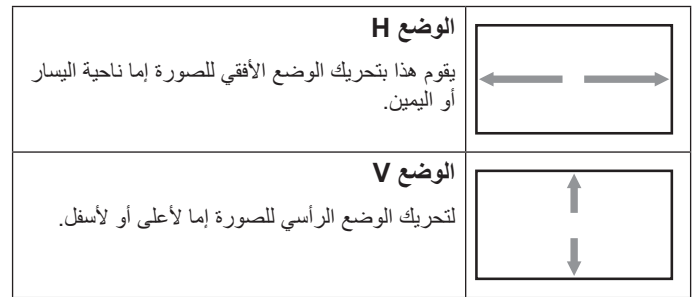 الوضع H
يقوم هذا بتحريك الوضع الأفقي للصورة إما ناحية اليسار
أو اليمين.
الوضع V
لتحريك الوضع الرأسي للصورة إما لأعلى أو لأسفل.